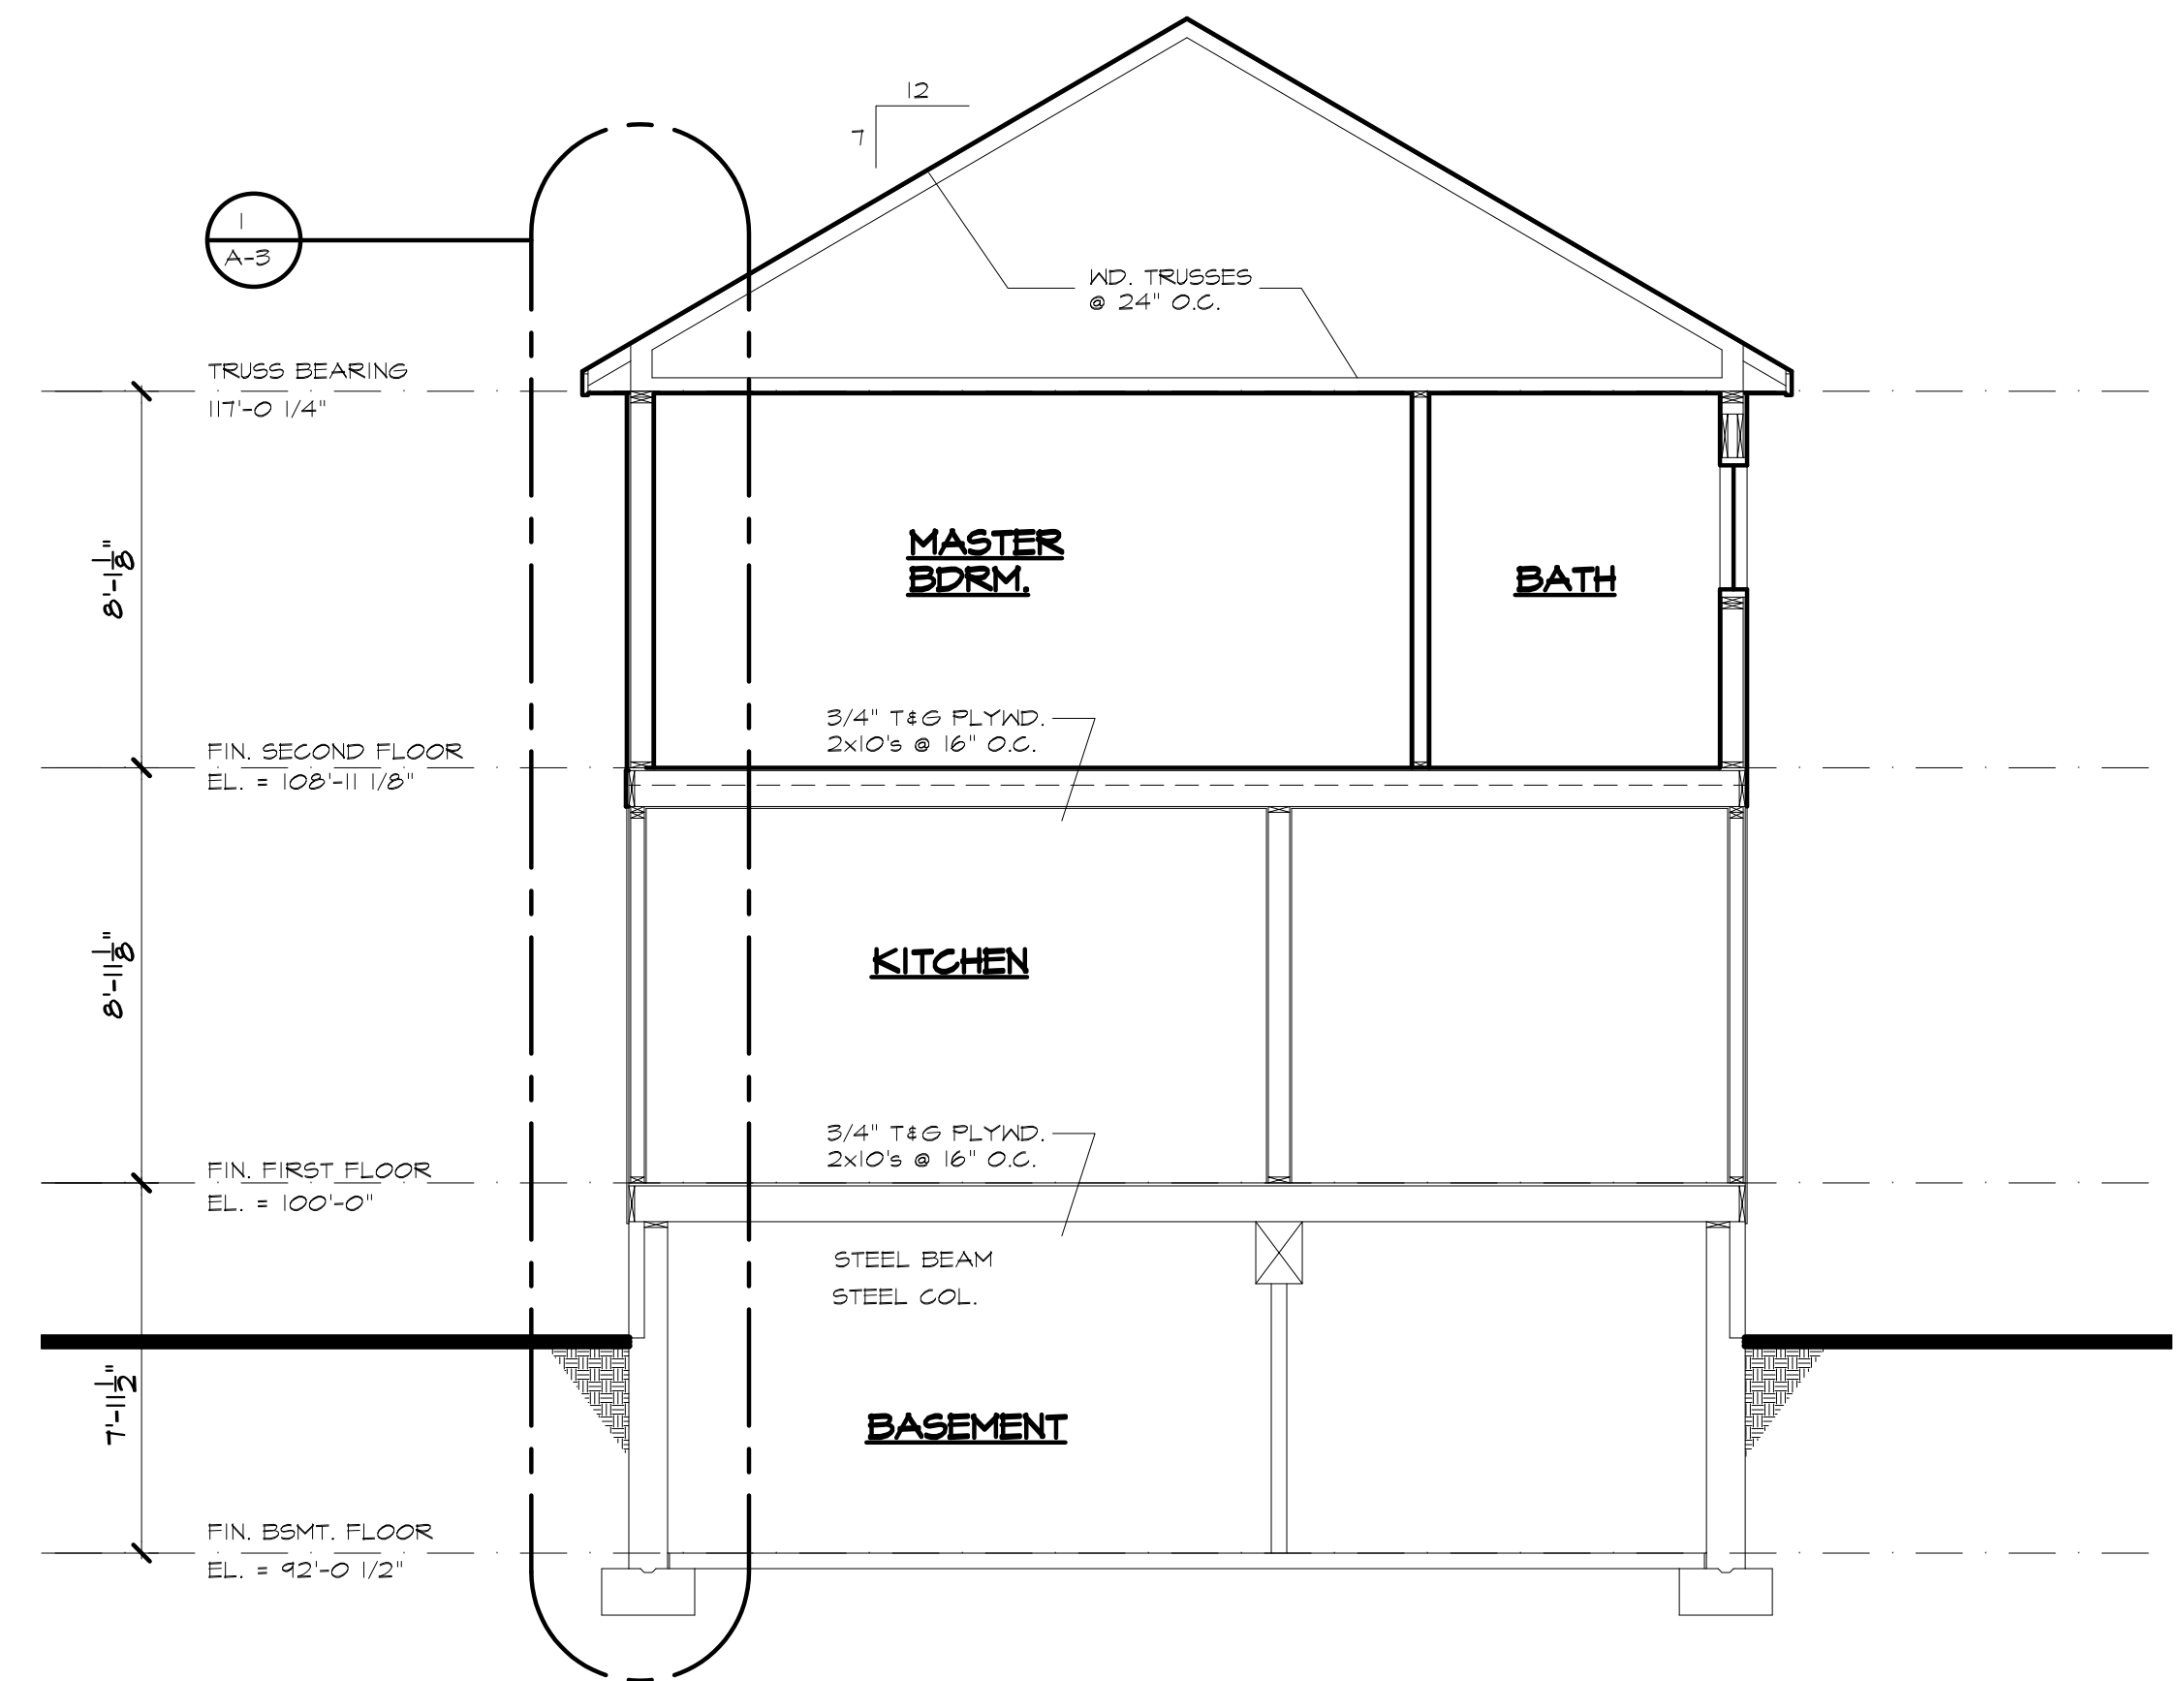 12
7
1
A-3
WD. TRUSSES
@ 24" O.C.
TRUSS BEARING
117'-0 1/4"
8'-1 1/8"
MASTER
BDRM.
BATH
3/4" T&G PLYWD.
2x10's @ 16" O.C.
FIN. SECOND FLOOR
EL. = 108'-11 1/8"
8'-11 1/8"
KITCHEN
3/4" T&G PLYWD.
2x10's @ 16" O.C.
FIN. FIRST FLOOR
EL. = 100'-0"
STEEL BEAM
STEEL COL.
7'-11 1/2"
BASEMENT
FIN. BSMT. FLOOR
EL. = 92'-0 1/2"